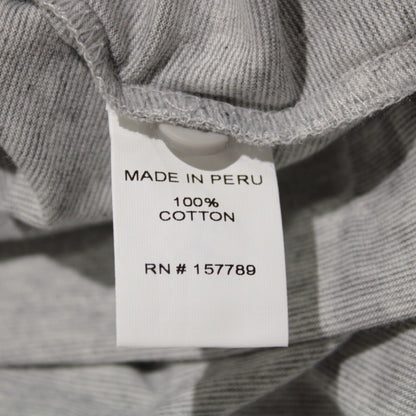 MADE IN PERU
100%
COTTON
RN # 157789